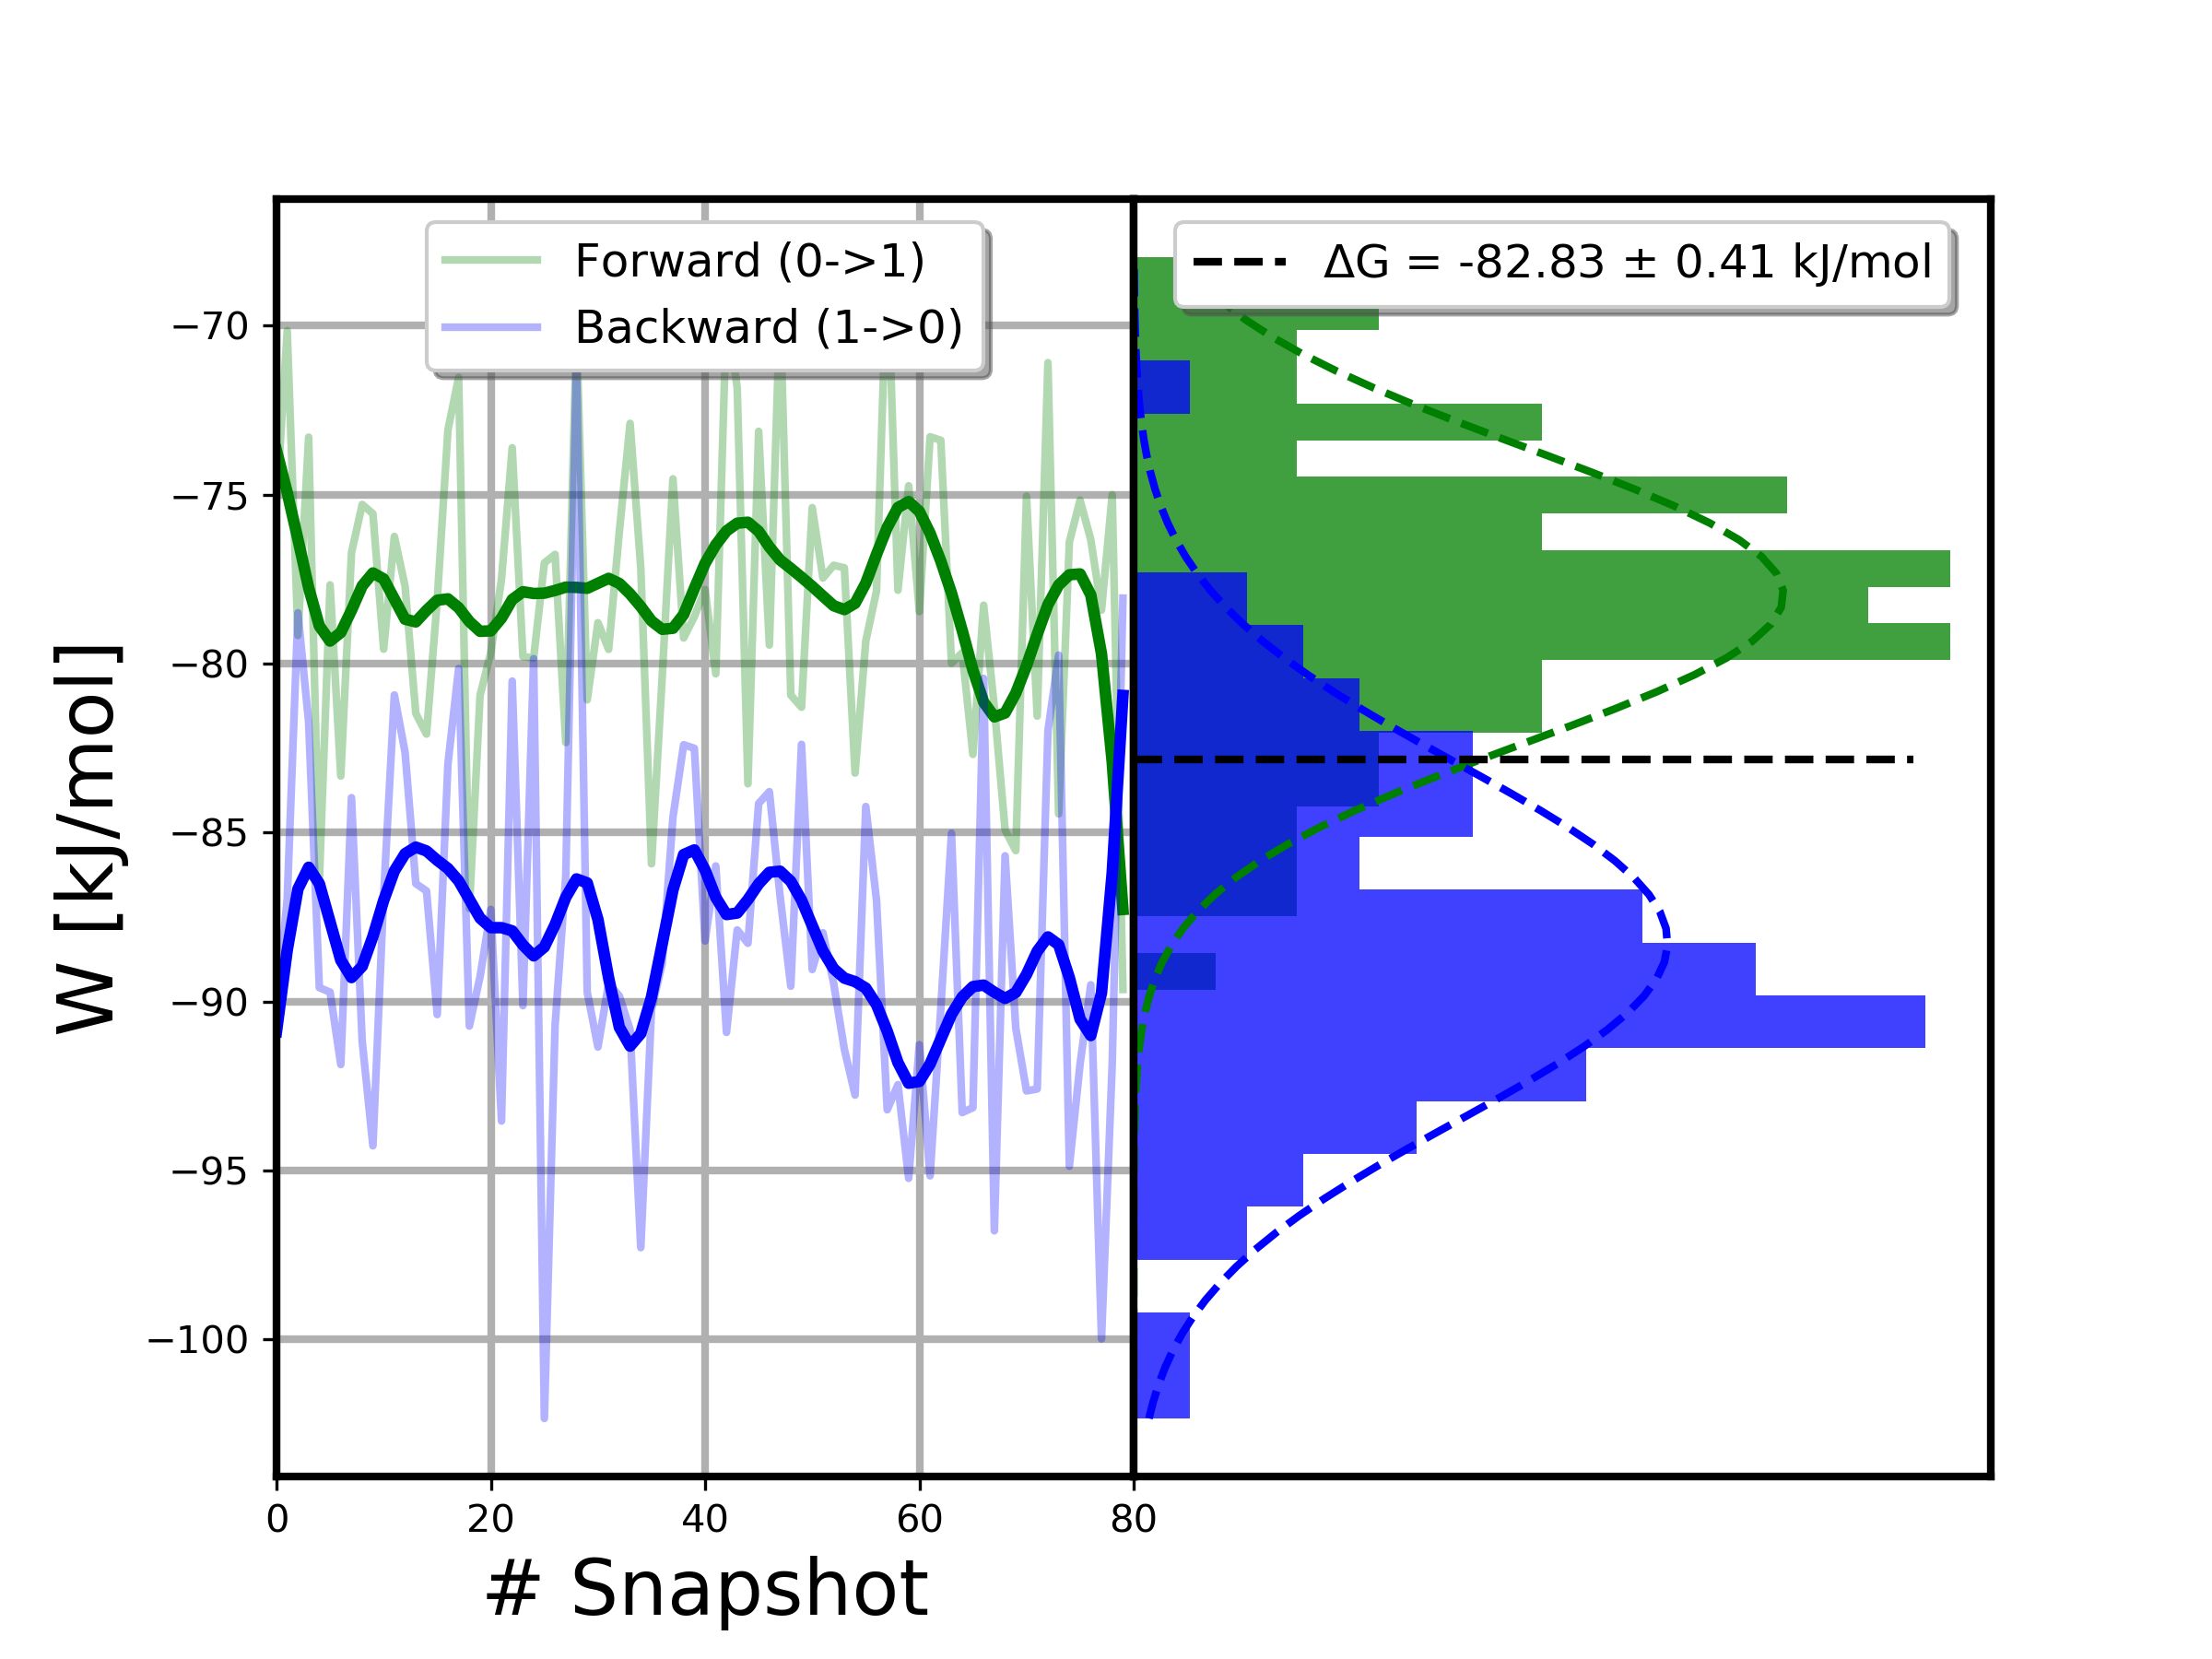 Forward (0->1)
Backward (1->0)
ΔG = -82.83 ± 0.41 kJ/mol
W [kJ/mol]
−70
−75
−80
−85
−90
−95
−100
0 20 40 60 80
# Snapshot